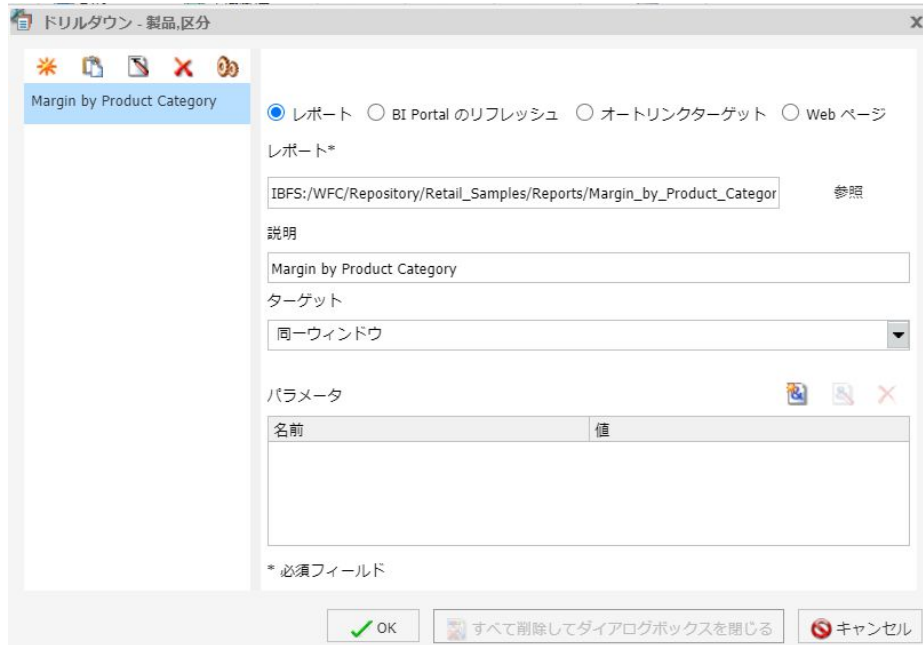 ドリルダウン - 製品,区分
Margin by Product Category
レポート BI Portal のリフレッシュ オートリンクターゲット Web ページ
レポート*
IBFS:/WFC/Repository/Retail_Samples/Reports/Margin_by_Product_Categor
参照
説明
Margin by Product Category
ターゲット
同一ウィンドウ
パラメータ
名前 値
* 必須フィールド
OK すべて削除してダイアログボックスを閉じる キャンセル